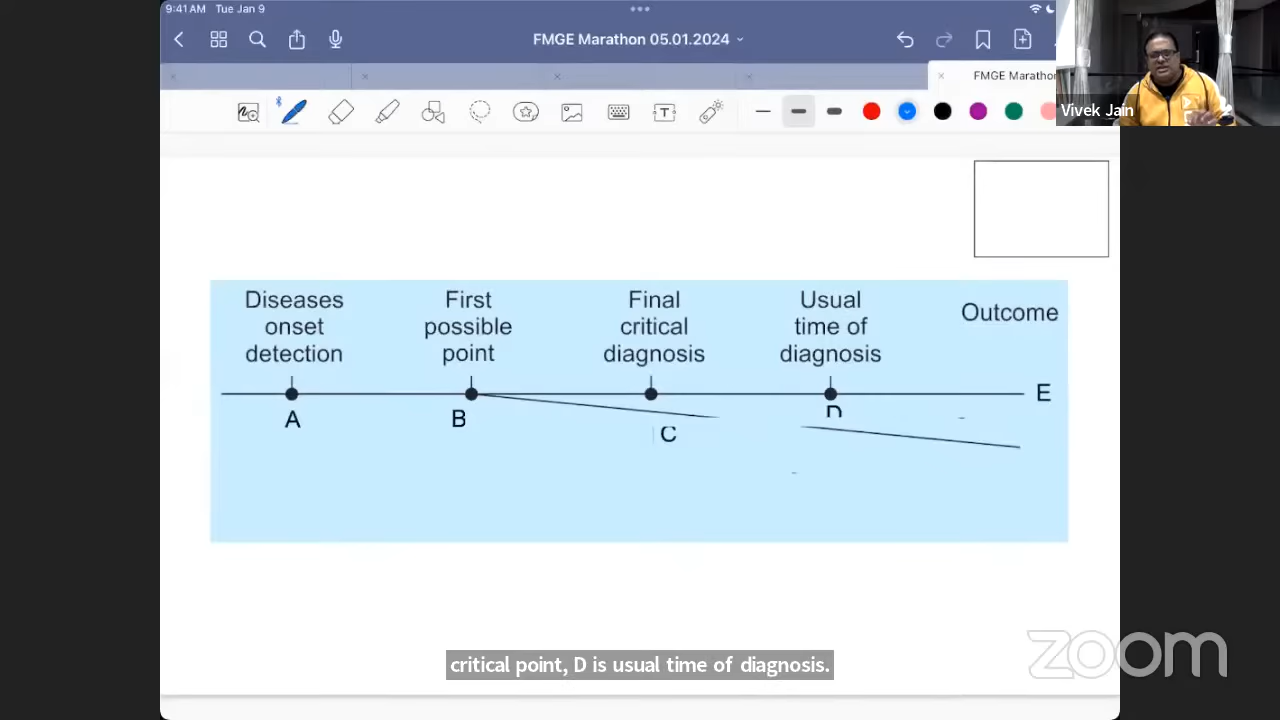 9:41 AM Tue Jan 9
FMGE Marathon 05.01.2024
FMGE Marathon
T
Vivek Jain
Diseases
onset
detection
First
possible
point
Final
critical
diagnosis
Usual
time of
diagnosis
Outcome
A
B
C
D
E
critical point, D is usual time of diagnosis.
zoom